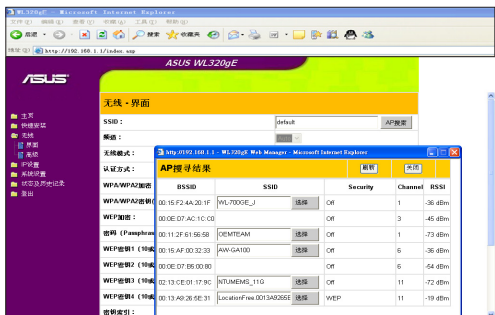 WL320gE - Microsoft Internet Explorer
文件(F) 编辑(E) 查看(V) 收藏(A) 工具(T) 帮助(H)
后退 搜索 收藏夹
地址(D) http://192.168.1.1/index.asp
ASUS WL320gE
ASUS
主页
快速安装
无线
界面
高级
IP设置
系统设置
状态及历史记录
登出
无线 - 界面
SSID： default AP搜索
频道：
无线模式：
认证方式：
WPA/WPA2加密
WPA/WPA2密钥(
WEP加密：
密码 (Passphras
WEP密钥1 (10或
WEP密钥2 (10或
WEP密钥3 (10或
WEP密钥4 (10或
密钥索引：
http://192.168.1.1 - WL320gE Web Manager - Microsoft Internet Explorer
AP搜寻结果 刷新 关闭
BSSID SSID Security Channel RSSI
00:15:F2:4A:20:1F WL-700GE_J 选择 Off 1 -36 dBm
00:0E:D7:AC:1C:C0 Off 3 -45 dBm
00:11:2F:61:56:58 OEMTEAM 选择 Off 1 -73 dBm
00:15:AF:00:32:33 AW-GA100 选择 Off 6 -36 dBm
00:0E:D7:B5:00:80 Off 6 -54 dBm
02:13:CE:01:17:9C NTUMEMS_11G 选择 Off 11 -72 dBm
00:13:A9:26:5E:31 LocationFree.0013A9265E 选择 WEP 11 -19 dBm